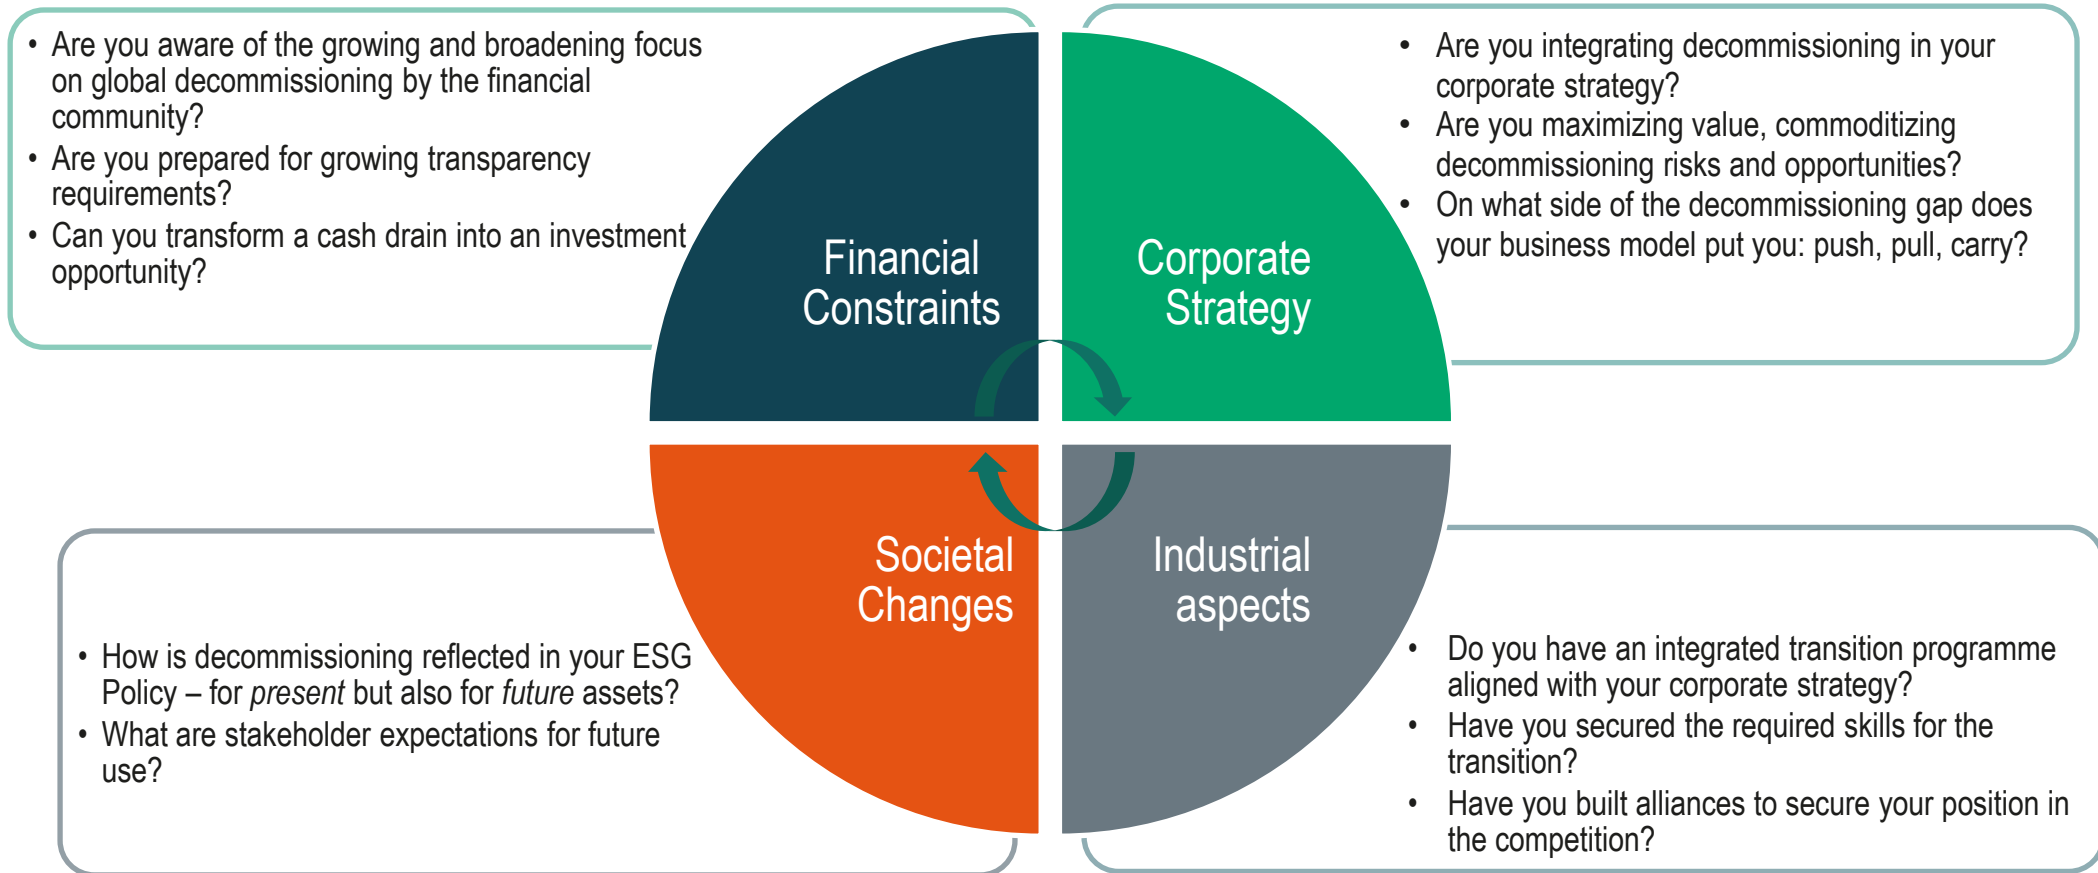 • Are you aware of the growing and broadening focus
on global decommissioning by the financial
community?
• Are you prepared for growing transparency
requirements?
• Can you transform a cash drain into an investment
opportunity?
Financial
Constraints
Corporate
Strategy
• Are you integrating decommissioning in your
corporate strategy?
• Are you maximizing value, commoditizing
decommissioning risks and opportunities?
• On what side of the decommissioning gap does
your business model put you: push, pull, carry?
• How is decommissioning reflected in your ESG
Policy – for present but also for future assets?
• What are stakeholder expectations for future
use?
Societal
Changes
Industrial
aspects
• Do you have an integrated transition programme
aligned with your corporate strategy?
• Have you secured the required skills for the
transition?
• Have you built alliances to secure your position in
the competition?